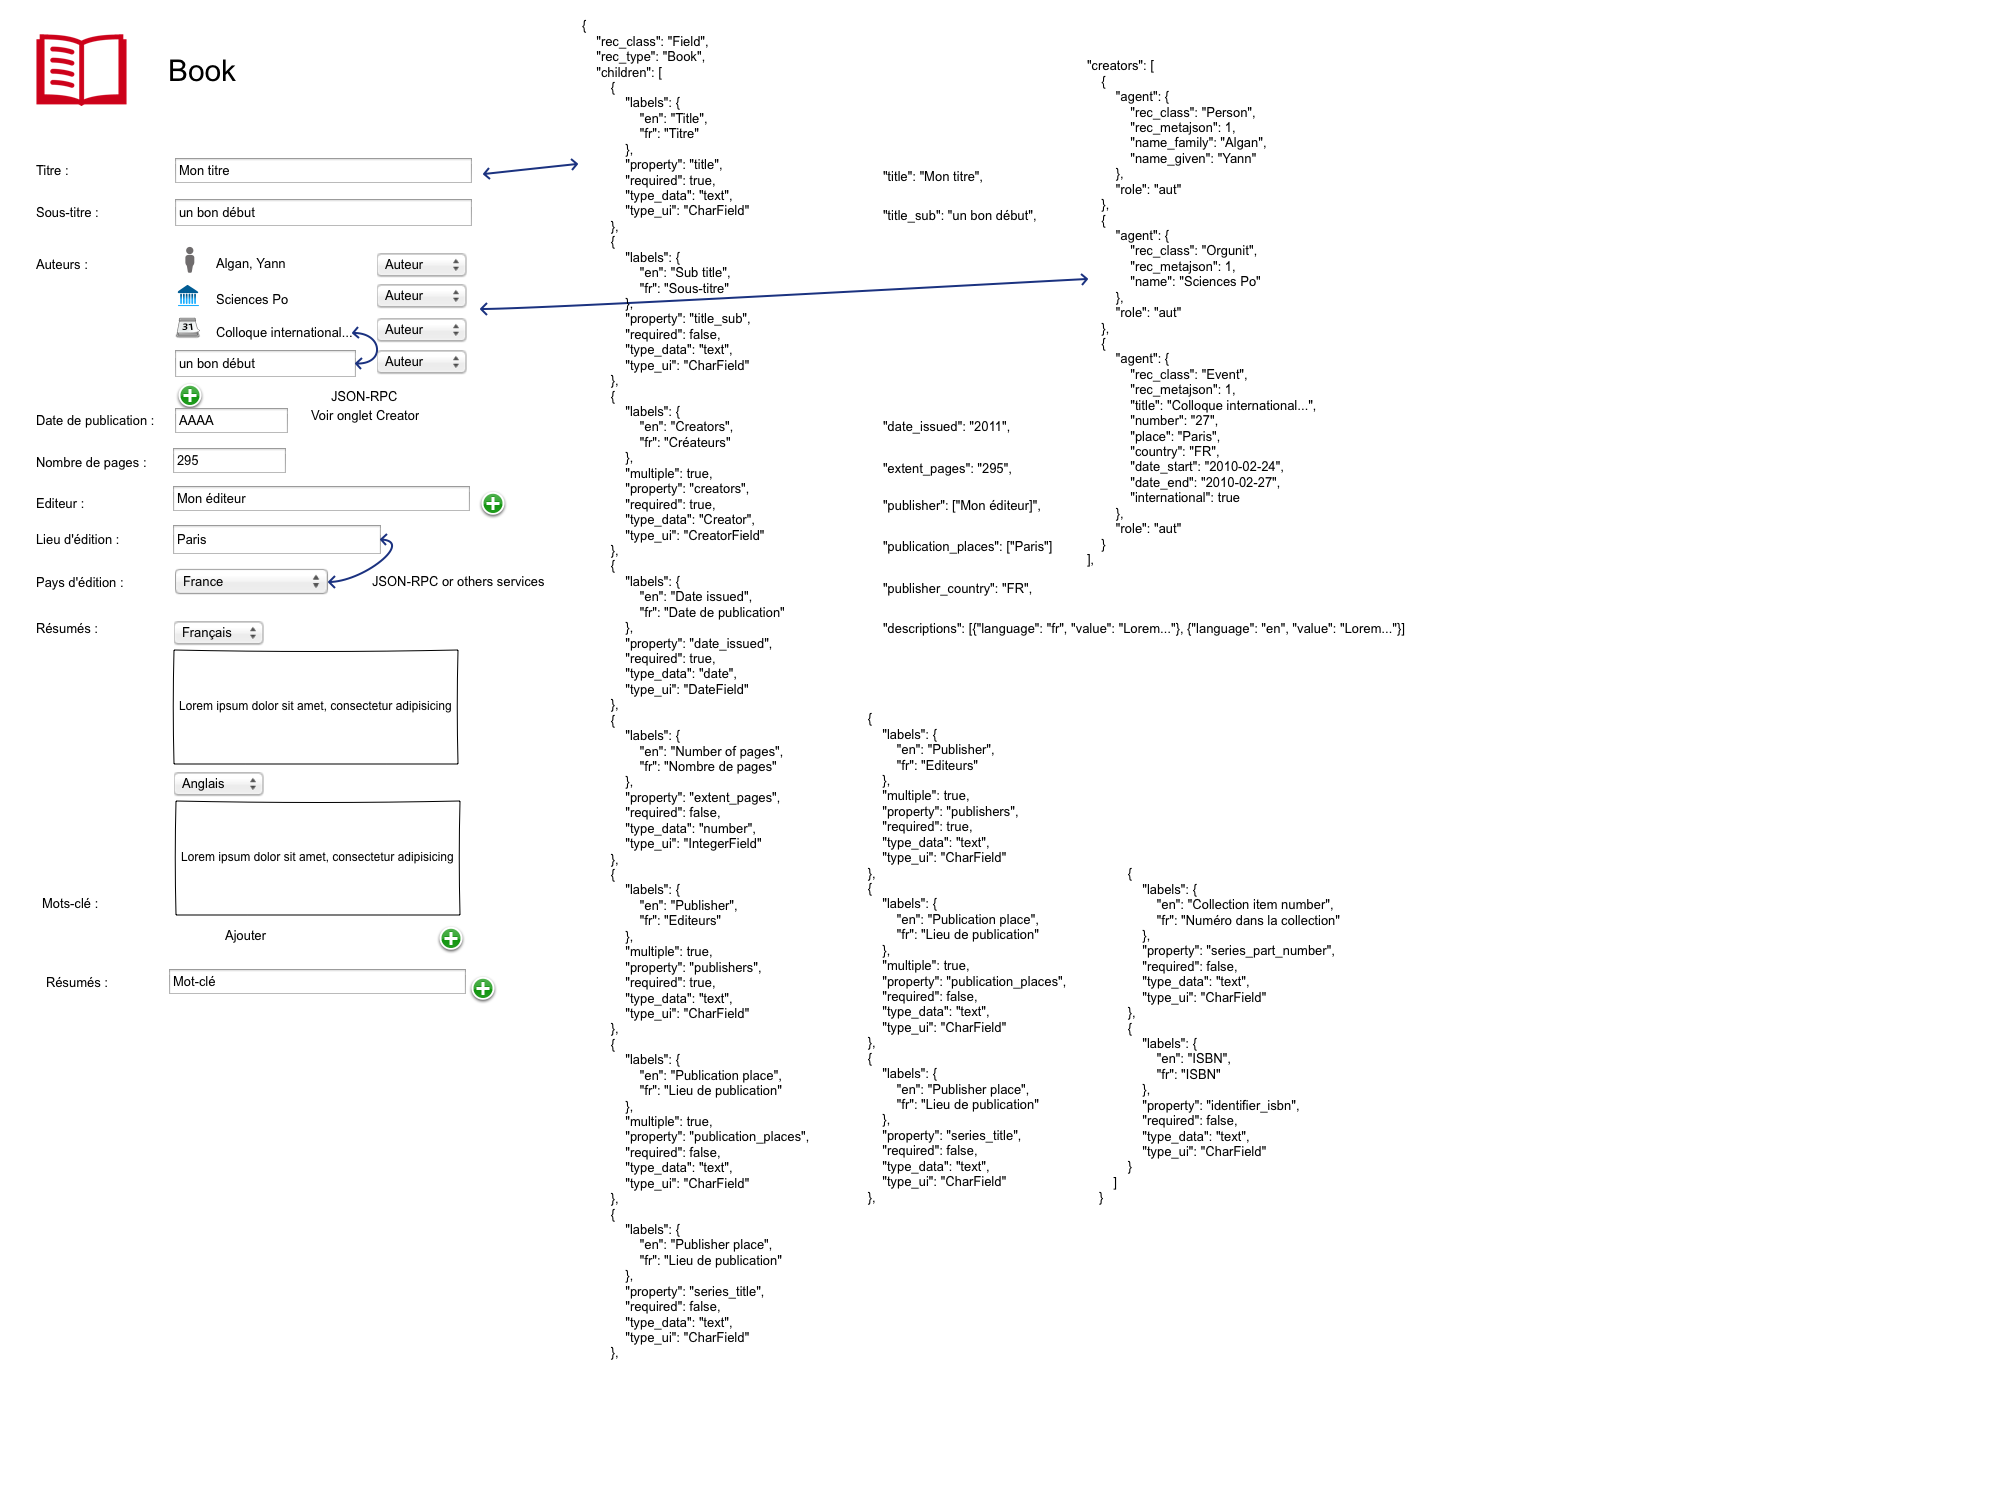 Book
Titre :
Mon titre
Sous-titre :
un bon début
Auteurs :
Algan, Yann
Auteur
Sciences Po
Auteur
31
Colloque international...
Auteur
un bon début
Auteur
JSON-RPC
Voir onglet Creator
Date de publication :
AAAA
Nombre de pages :
295
Editeur :
Mon éditeur
Lieu d'édition :
Paris
Pays d'édition :
France
JSON-RPC or others services
Résumés :
Français
Lorem ipsum dolor sit amet, consectetur adipisicing
Anglais
Lorem ipsum dolor sit amet, consectetur adipisicing
Mots-clé :
Ajouter
Résumés :
Mot-clé
{
"rec_class": "Field",
"rec_type": "Book",
"children": [
{
"labels": {
"en": "Title",
"fr": "Titre"
},
"property": "title",
"required": true,
"type_data": "text",
"type_ui": "CharField"
},
{
"labels": {
"en": "Sub title",
"fr": "Sous-titre"
},
"property": "title_sub",
"required": false,
"type_data": "text",
"type_ui": "CharField"
},
{
"labels": {
"en": "Creators",
"fr": "Créateurs"
},
"multiple": true,
"property": "creators",
"required": true,
"type_data": "Creator",
"type_ui": "CreatorField"
},
{
"labels": {
"en": "Date issued",
"fr": "Date de publication"
},
"property": "date_issued",
"required": true,
"type_data": "date",
"type_ui": "DateField"
},
{
"labels": {
"en": "Number of pages",
"fr": "Nombre de pages"
},
"property": "extent_pages",
"required": false,
"type_data": "number",
"type_ui": "IntegerField"
},
{
"labels": {
"en": "Publisher",
"fr": "Editeurs"
},
"multiple": true,
"property": "publishers",
"required": true,
"type_data": "text",
"type_ui": "CharField"
},
{
"labels": {
"en": "Publication place",
"fr": "Lieu de publication"
},
"multiple": true,
"property": "publication_places",
"required": false,
"type_data": "text",
"type_ui": "CharField"
},
{
"labels": {
"en": "Publisher place",
"fr": "Lieu de publication"
},
"property": "series_title",
"required": false,
"type_data": "text",
"type_ui": "CharField"
},
"title": "Mon titre",
"title_sub": "un bon début",
"date_issued": "2011",
"extent_pages": "295",
"publisher": ["Mon éditeur]",
"publication_places": ["Paris"]
"publisher_country": "FR",
"descriptions": [{"language": "fr", "value": "Lorem..."}, {"language": "en", "value": "Lorem..."}]
{
"labels": {
"en": "Publisher",
"fr": "Editeurs"
},
"multiple": true,
"property": "publishers",
"required": true,
"type_data": "text",
"type_ui": "CharField"
},
{
"labels": {
"en": "Publication place",
"fr": "Lieu de publication"
},
"multiple": true,
"property": "publication_places",
"required": false,
"type_data": "text",
"type_ui": "CharField"
},
{
"labels": {
"en": "Publisher place",
"fr": "Lieu de publication"
},
"property": "series_title",
"required": false,
"type_data": "text",
"type_ui": "CharField"
},
"creators": [
{
"agent": {
"rec_class": "Person",
"rec_metajson": 1,
"name_family": "Algan",
"name_given": "Yann"
},
"role": "aut"
},
{
"agent": {
"rec_class": "Orgunit",
"rec_metajson": 1,
"name": "Sciences Po"
},
"role": "aut"
},
{
"agent": {
"rec_class": "Event",
"rec_metajson": 1,
"title": "Colloque international...",
"number": "27",
"place": "Paris",
"country": "FR",
"date_start": "2010-02-24",
"date_end": "2010-02-27",
"international": true
},
"role": "aut"
}
],
{
"labels": {
"en": "Collection item number",
"fr": "Numéro dans la collection"
},
"property": "series_part_number",
"required": false,
"type_data": "text",
"type_ui": "CharField"
},
{
"labels": {
"en": "ISBN",
"fr": "ISBN"
},
"property": "identifier_isbn",
"required": false,
"type_data": "text",
"type_ui": "CharField"
}
]
}